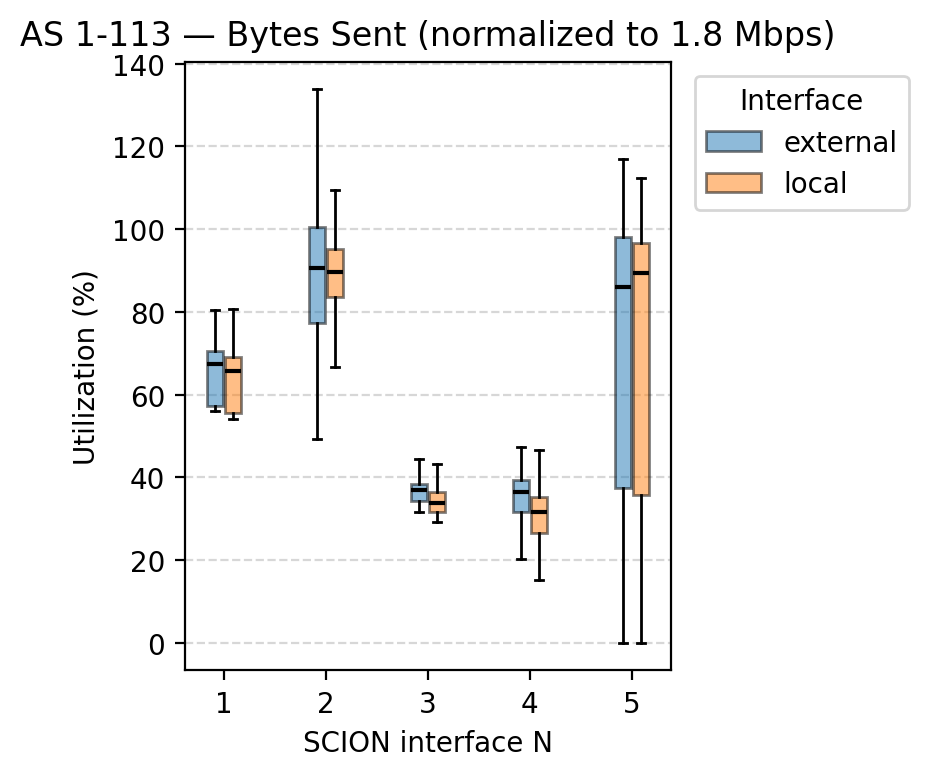 AS 1-113 — Bytes Sent (normalized to 1.8 Mbps)
140
120
100
80
60
40
20
0
Utilization (%)
1 2 3 4 5
SCION interface N
Interface
external
local